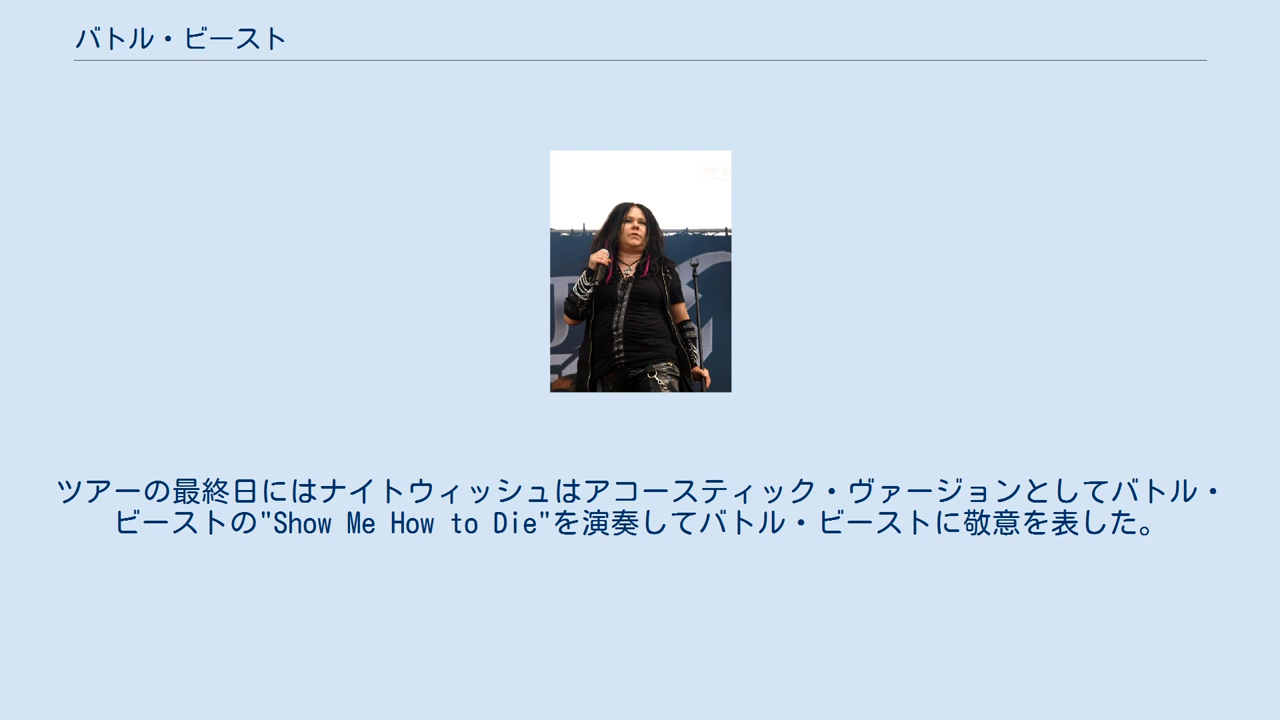 バトル・ビースト
ツアーの最終日にはナイトウィッシュはアコースティック・ヴァージョンとしてバトル・
ビーストの"Show Me How to Die"を演奏してバトル・ビーストに敬意を表した。